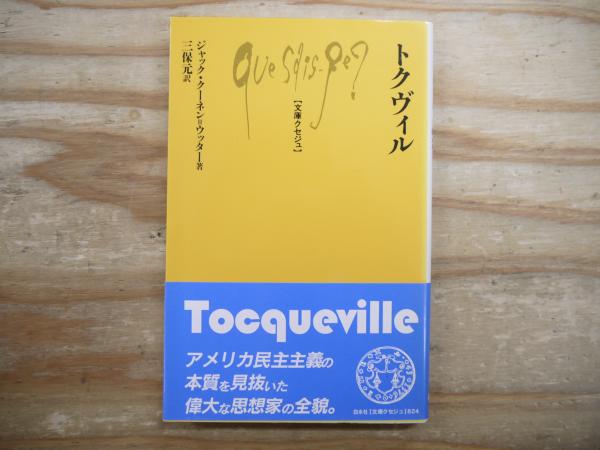 トクヴィル
Que sais-je?
[文庫クセジュ]
ジャック・クーネン=ウッター著
三保元訳
Tocqueville
アメリカ民主主義の
本質を見抜いた
偉大な思想家の全貌。
白水社[文庫クセジュ]824